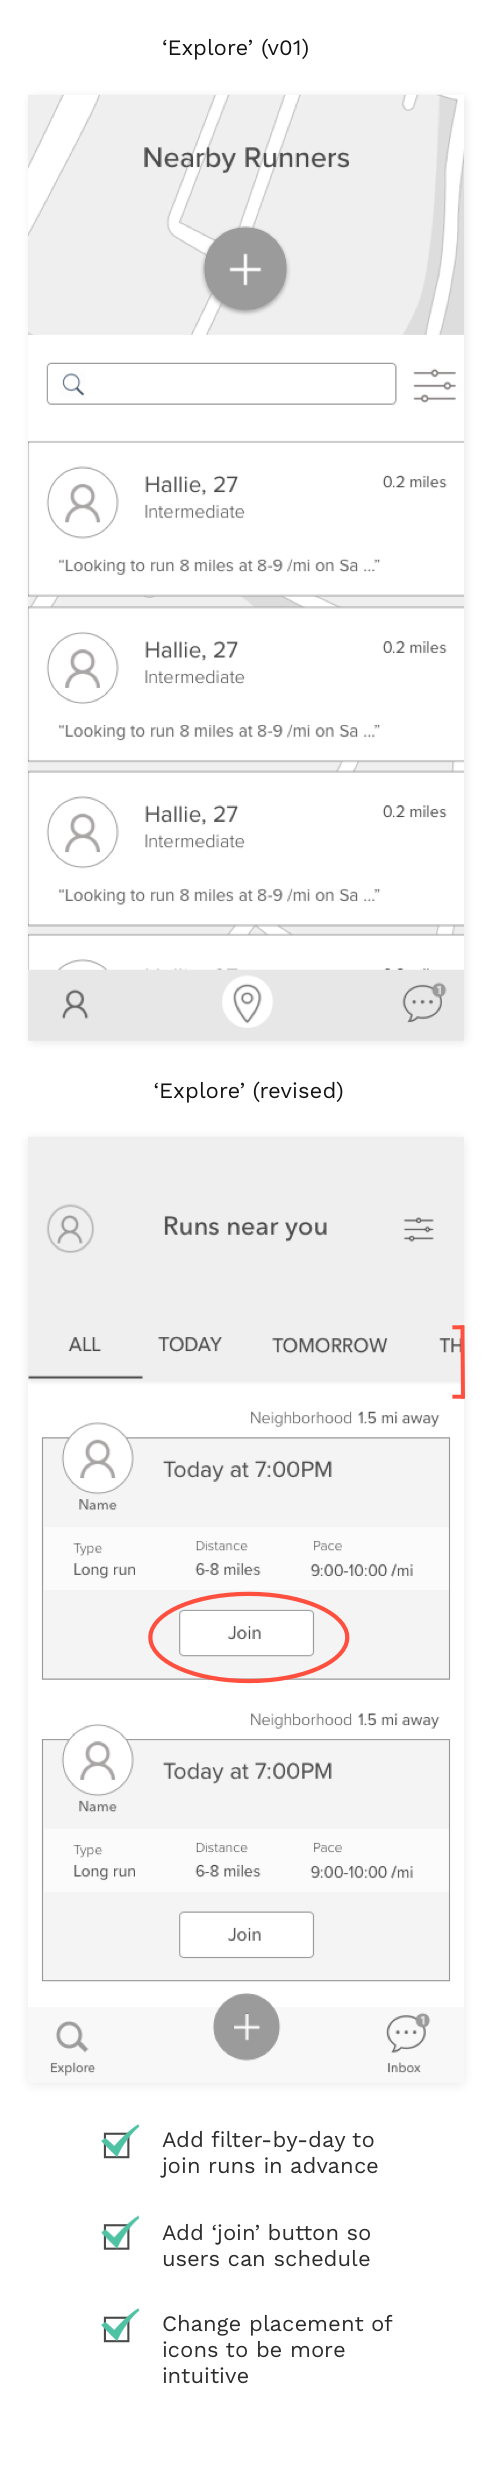 ‘Explore’ (v01)
Nearby Runners
Hallie, 27
0.2 miles
Intermediate
“Looking to run 8 miles at 8-9 /mi on Sa ...”
Hallie, 27
0.2 miles
Intermediate
“Looking to run 8 miles at 8-9 /mi on Sa ...”
Hallie, 27
0.2 miles
Intermediate
“Looking to run 8 miles at 8-9 /mi on Sa ...”
1
‘Explore’ (revised)
Runs near you
ALL TODAY TOMORROW TH
Neighborhood 1.5 mi away
Today at 7:00PM
Name
Type Distance Pace
Long run 6-8 miles 9:00-10:00 /mi
Join
Neighborhood 1.5 mi away
Today at 7:00PM
Name
Type Distance Pace
Long run 6-8 miles 9:00-10:00 /mi
Join
1
Explore Inbox
Add filter-by-day to
join runs in advance
Add ‘join’ button so
users can schedule
Change placement of
icons to be more
intuitive